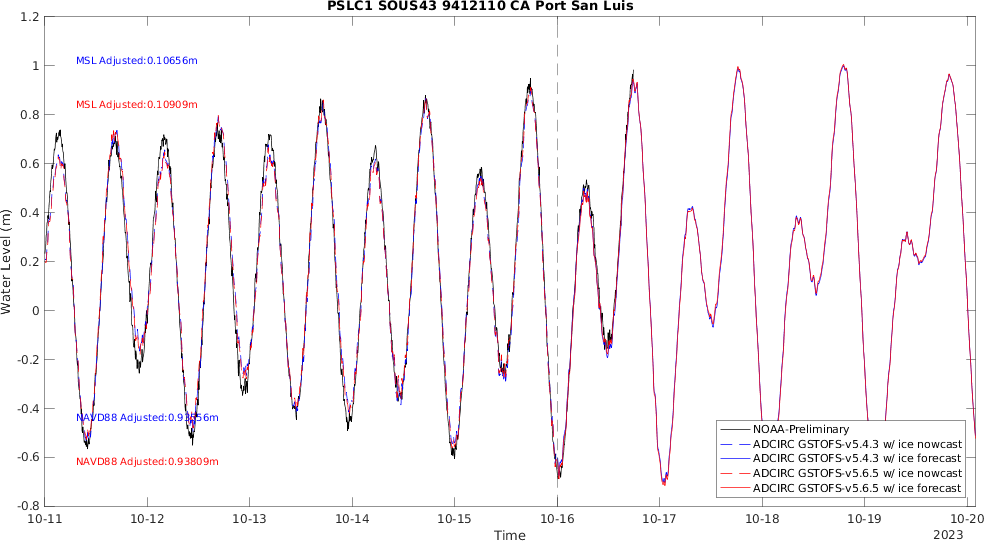 PSLC1 SOUS43 9412110 CA Port San Luis
1.2
1
0.8
0.6
0.4
0.2
0
-0.2
-0.4
-0.6
-0.8
Water Level (m)
MSL Adjusted:0.10656m
MSL Adjusted:0.10909m
NAVD88 Adjusted:0.93556m
NAVD88 Adjusted:0.93809m
NOAA-Preliminary
ADCIRC GSTOFS-v5.4.3 w/ ice nowcast
ADCIRC GSTOFS-v5.4.3 w/ ice forecast
ADCIRC GSTOFS-v5.6.5 w/ ice nowcast
ADCIRC GSTOFS-v5.6.5 w/ ice forecast
10-11 10-12 10-13 10-14 10-15 10-16 10-17 10-18 10-19 10-20
Time
2023